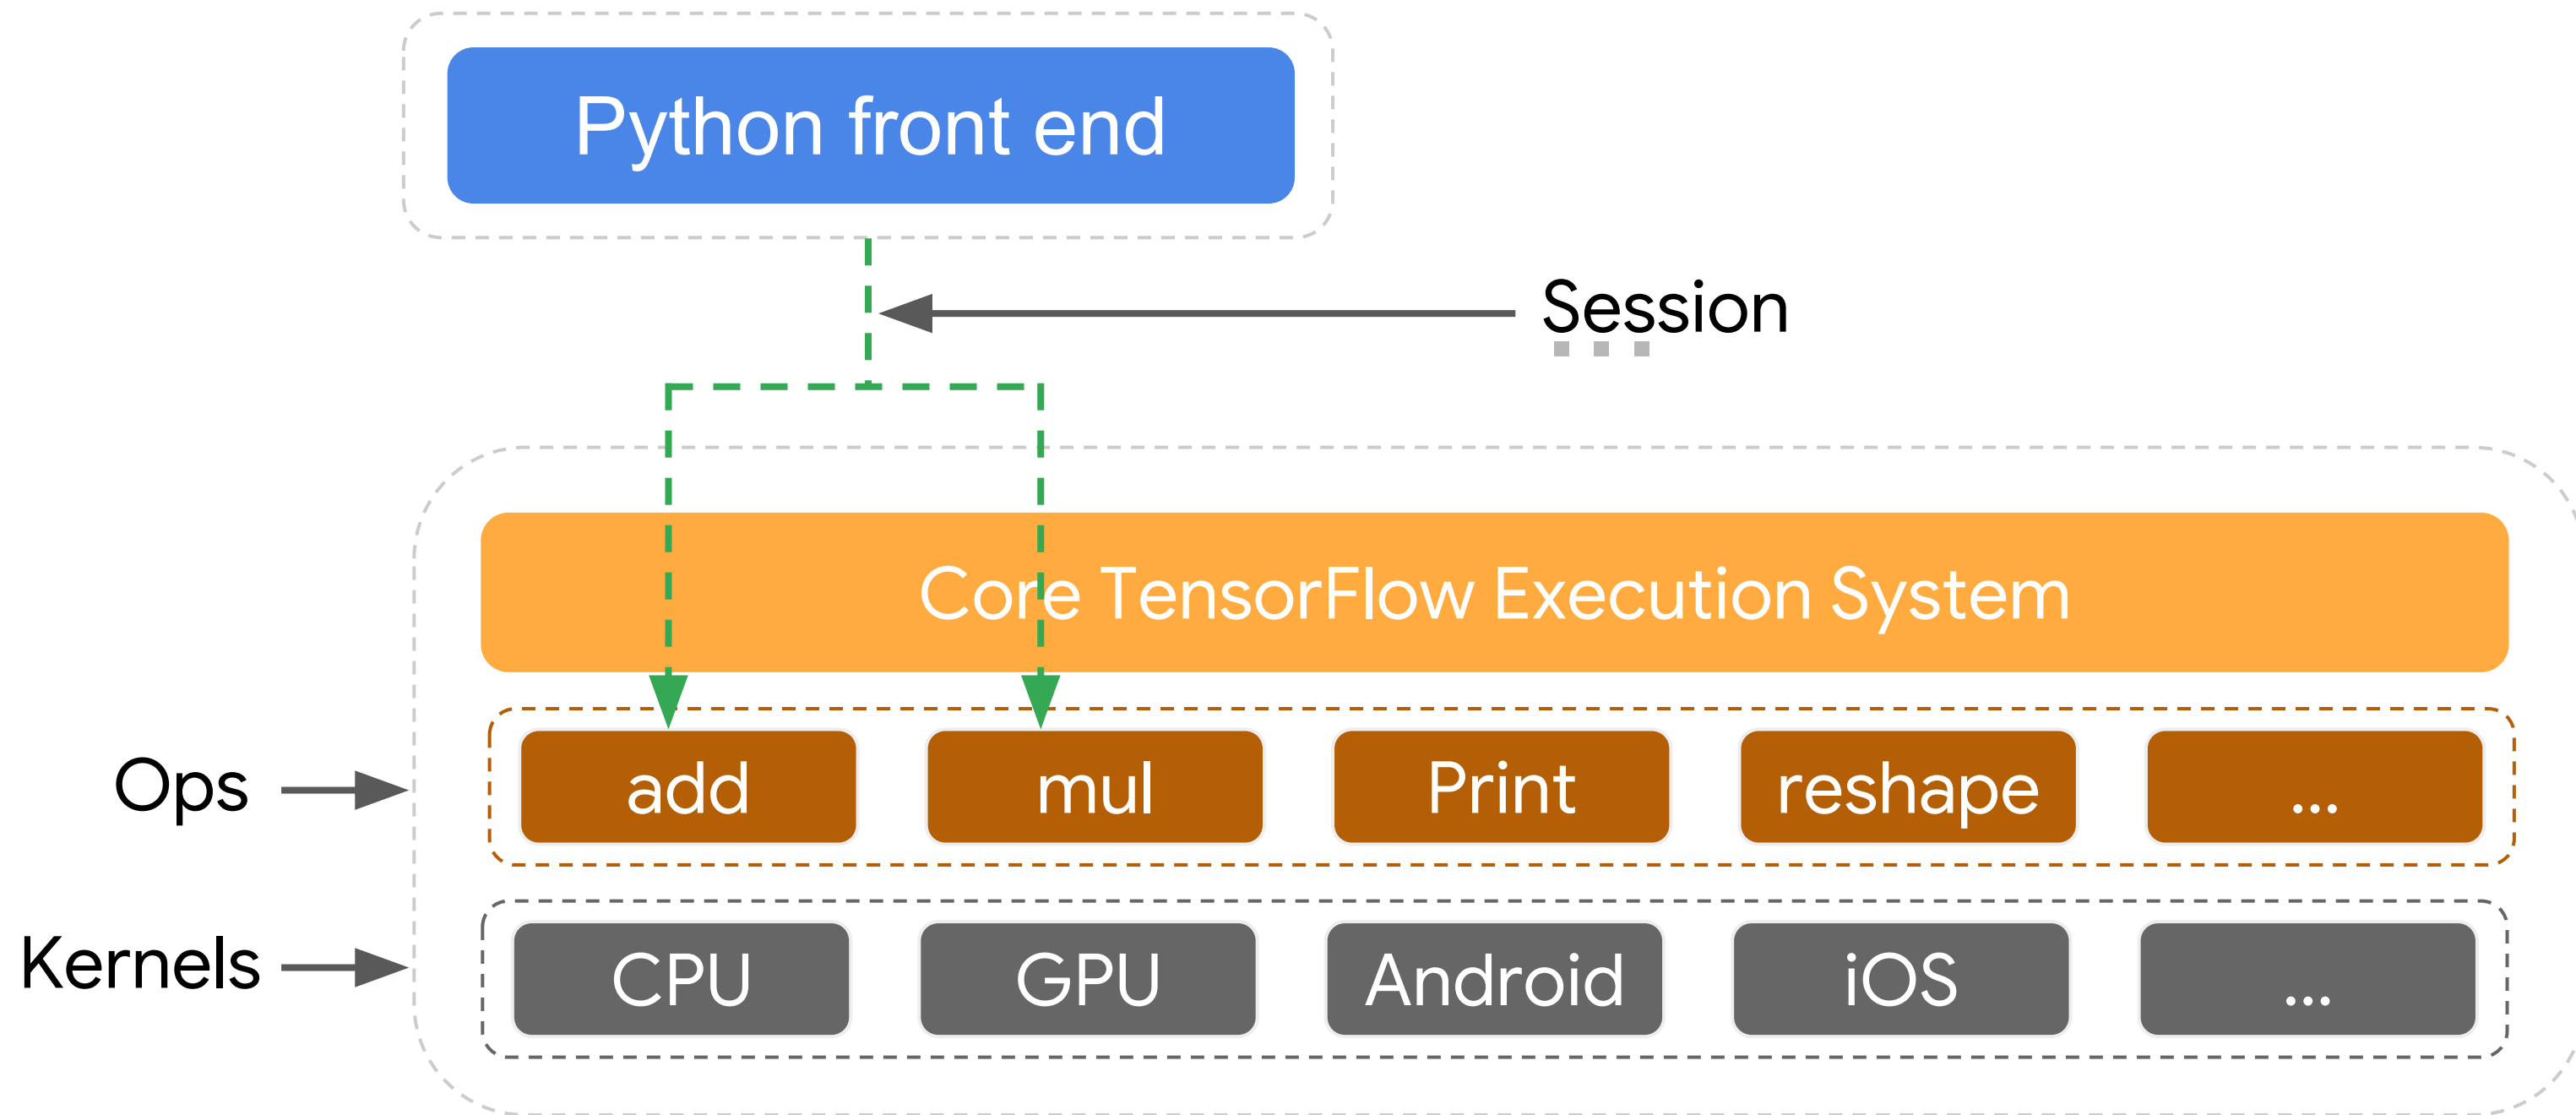 Python front end
Session
Core TensorFlow Execution System
Ops
add
mul
Print
reshape
...
Kernels
CPU
GPU
Android
iOS
...